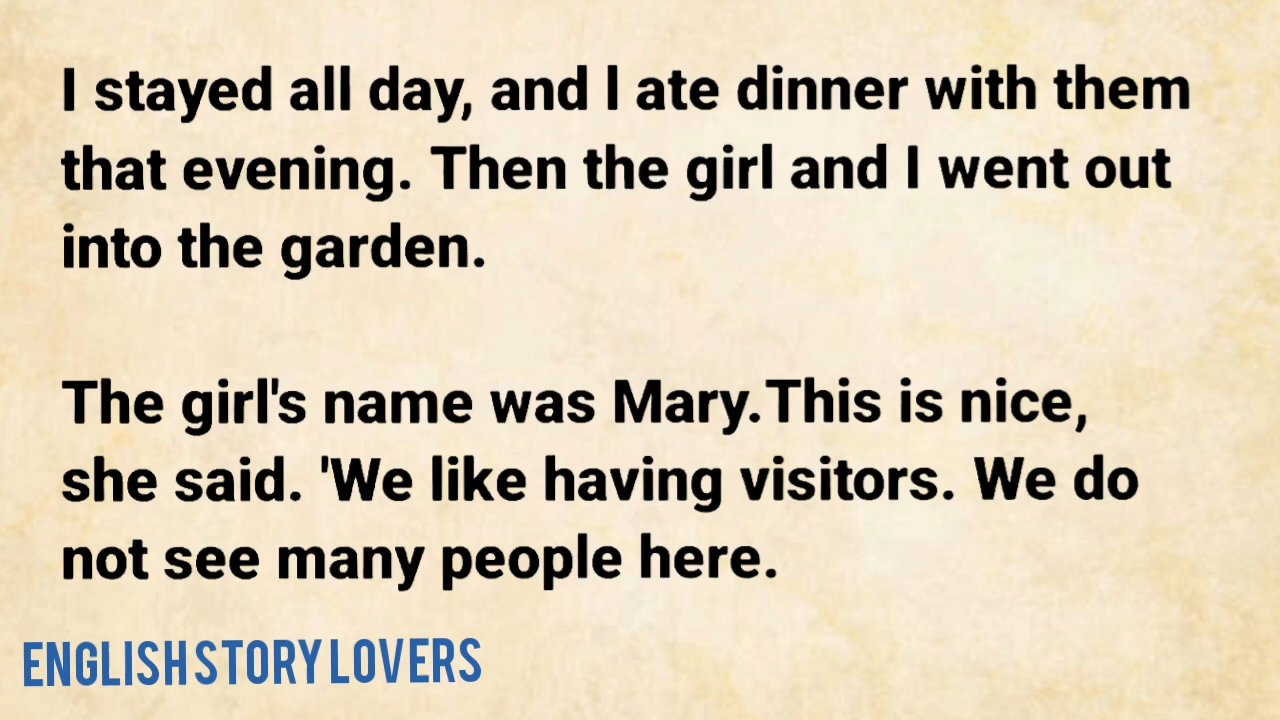 I stayed all day, and I ate dinner with them
that evening. Then the girl and I went out
into the garden.
The girl's name was Mary.This is nice,
she said. 'We like having visitors. We do
not see many people here.
ENGLISH STORY LOVERS